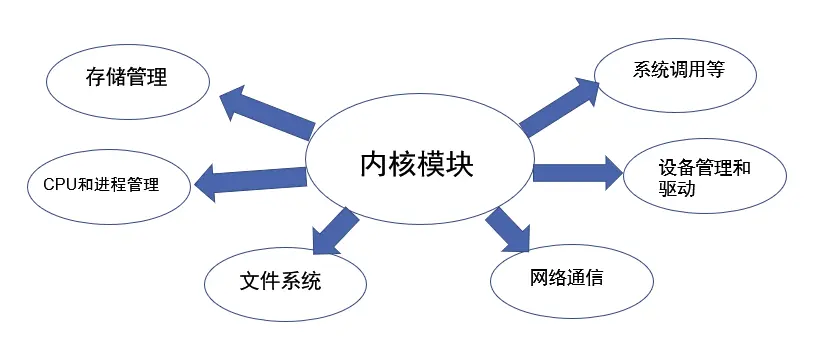 存储管理
系统调用等
内核模块
CPU和进程管理
设备管理和
驱动
文件系统
网络通信